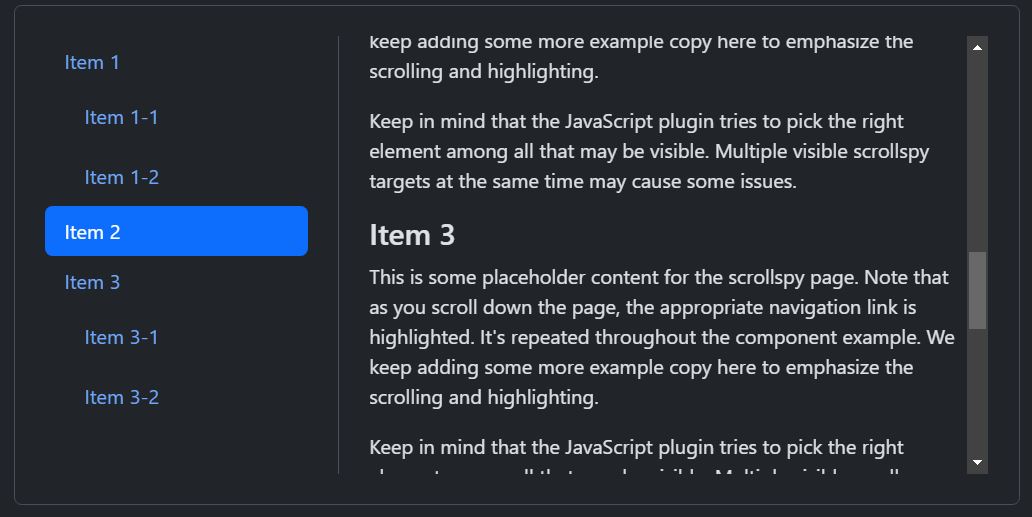 Item 1
Item 1-1
Item 1-2
Item 2
Item 3
Item 3-1
Item 3-2
keep adding some more example copy here to emphasize the
scrolling and highlighting.
Keep in mind that the JavaScript plugin tries to pick the right
element among all that may be visible. Multiple visible scrollspy
targets at the same time may cause some issues.
Item 3
This is some placeholder content for the scrollspy page. Note that
as you scroll down the page, the appropriate navigation link is
highlighted. It's repeated throughout the component example. We
keep adding some more example copy here to emphasize the
scrolling and highlighting.
Keep in mind that the JavaScript plugin tries to pick the right